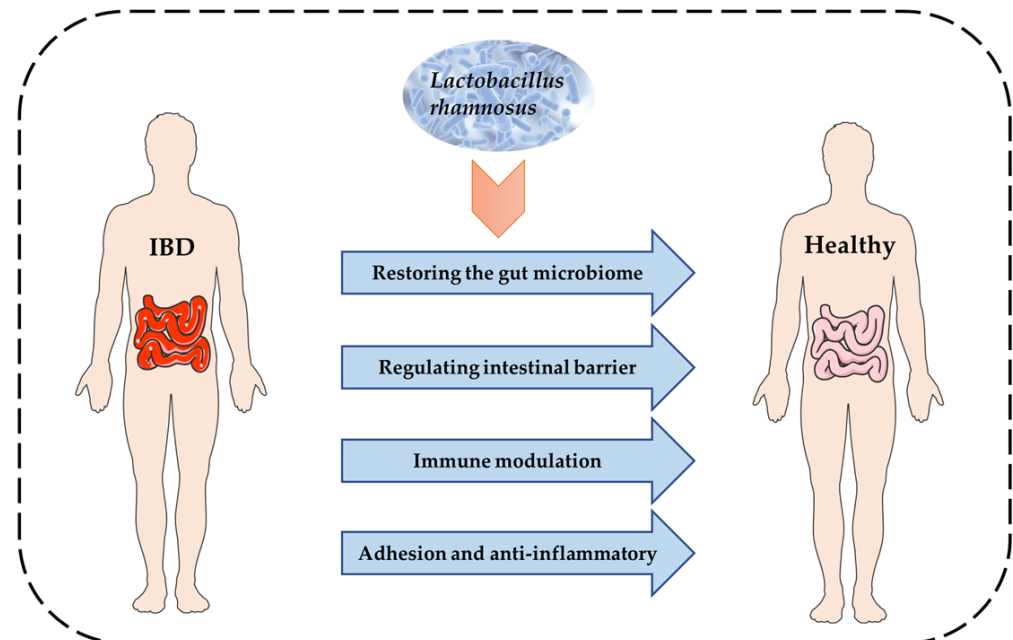 Lactobacillus
rhamnosus
IBD
Healthy
Restoring the gut microbiome
Regulating intestinal barrier
Immune modulation
Adhesion and anti-inflammatory